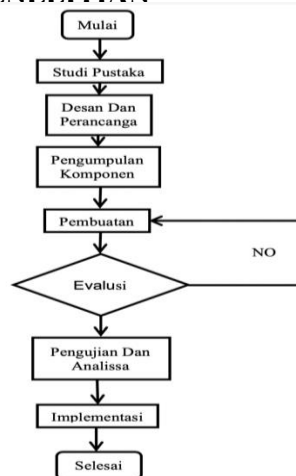 Mulai
Studi Pustaka
Desan Dan
Perancanga
Pengumpulan
Komponen
Pembuatan
NO
Evalusi
Pengujian Dan
Analissa
Implementasi
Selesai